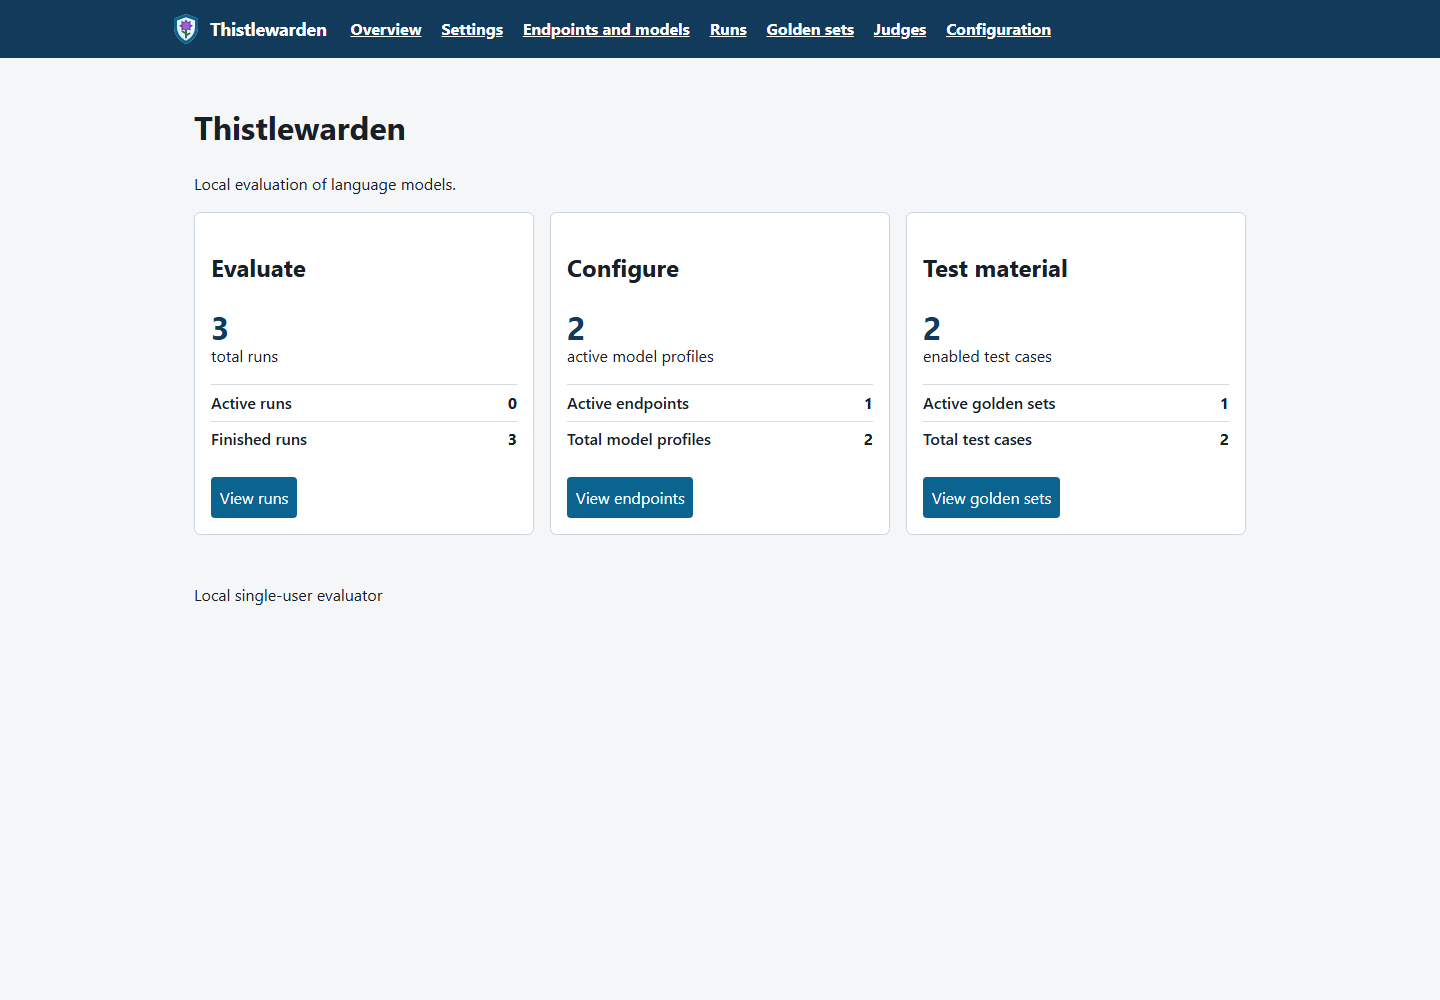 Thistlewarden Overview Settings Endpoints and models Runs Golden sets Judges Configuration
Thistlewarden
Local evaluation of language models.
Evaluate
3
total runs
Active runs 0
Finished runs 3
View runs
Configure
2
active model profiles
Active endpoints 1
Total model profiles 2
View endpoints
Test material
2
enabled test cases
Active golden sets 1
Total test cases 2
View golden sets
Local single-user evaluator